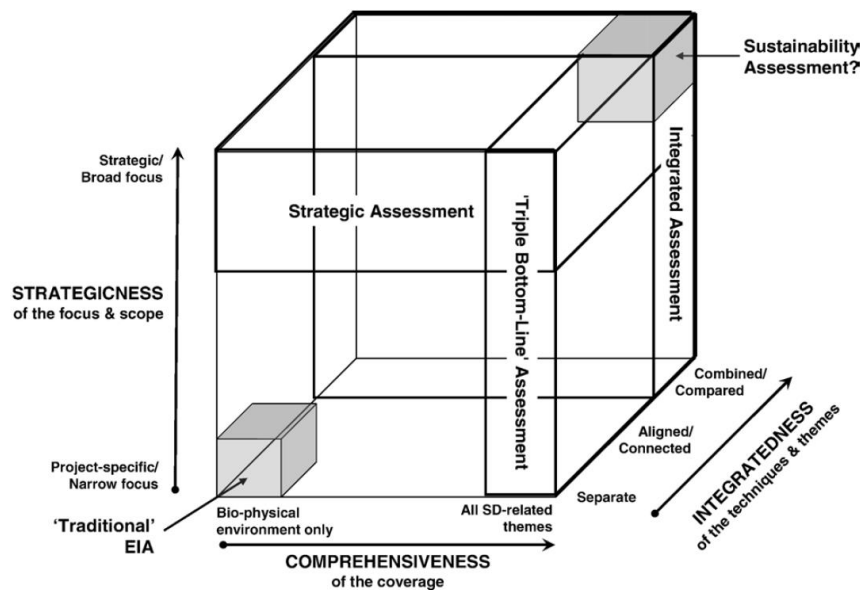 Sustainability
Assessment?
Strategic/
Broad focus
Strategic Assessment
'Triple Bottom-Line' Assessment
Integrated Assessment
STRATEGICNESS
of the focus & scope
Combined/
Compared
Aligned/
Connected
Separate
INTEGRATEDNESS
of the techniques & themes
Project-specific/
Narrow focus
'Traditional'
EIA
Bio-physical
environment only
All SD-related
themes
COMPREHENSIVENESS
of the coverage